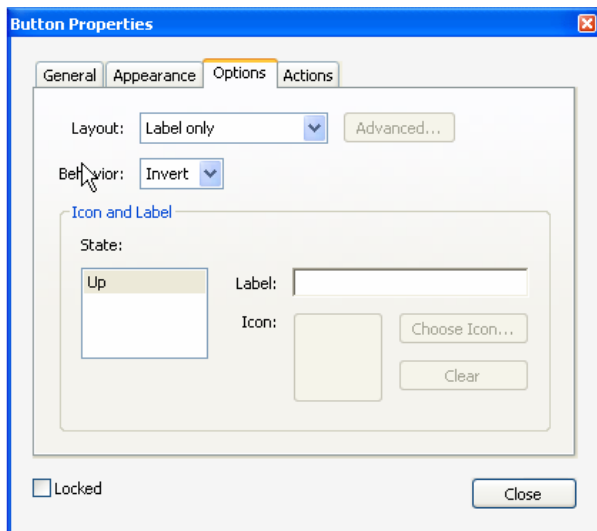 Button Properties
General Appearance Options Actions
Layout: Label only Advanced...
Behavior: Invert
Icon and Label
State:
Up Label:
Icon: Choose Icon...
Clear
Locked Close